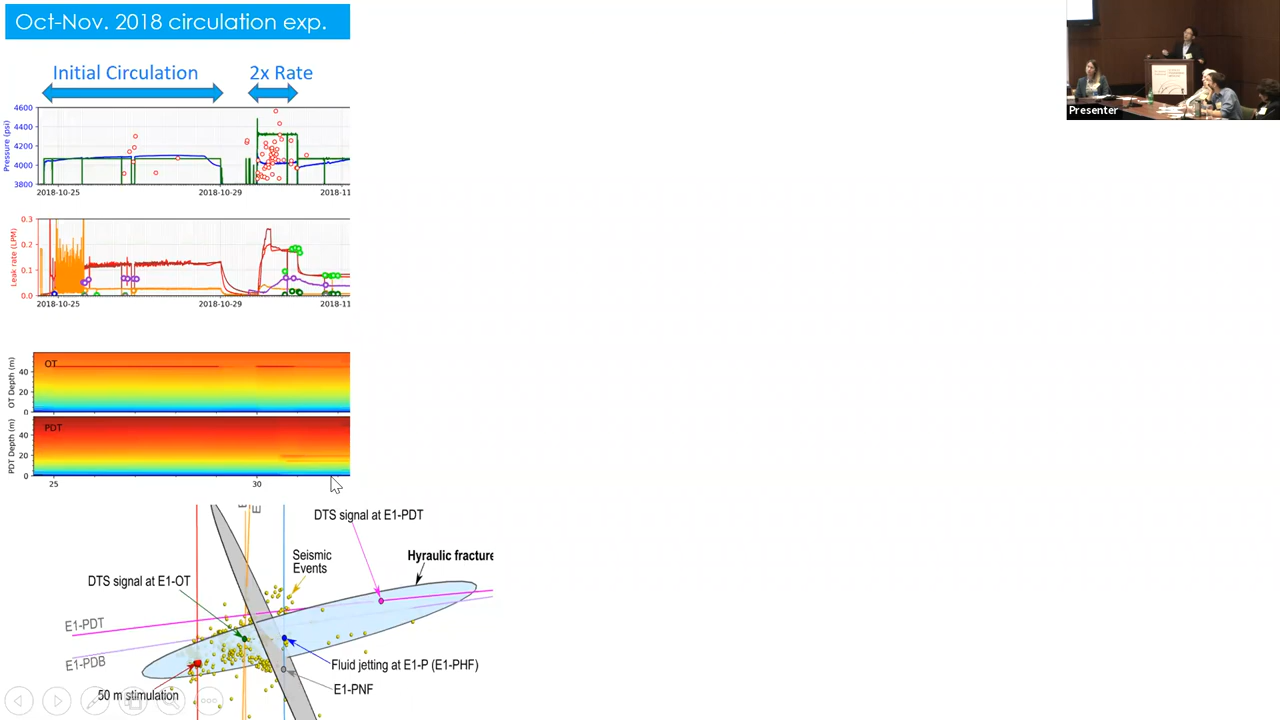 Oct-Nov. 2018 circulation exp.
Initial Circulation
2x Rate
Pressure (psi)
4600
4400
4200
4000
3800
2018-10-25
2018-10-29
2018-11
Leak rate (LPM)
0.3
0.2
0.1
0.0
2018-10-25
2018-10-29
2018-11
OT Depth (m)
40
20
0
OT
PDT Depth (m)
40
20
0
PDT
25
30
DTS signal at E1-PDT
Seismic
Events
Hyraulic fracture
DTS signal at E1-OT
E1-PDT
E1-PDB
Fluid jetting at E1-P (E1-PHF)
E1-PNF
50 m stimulation
Presenter